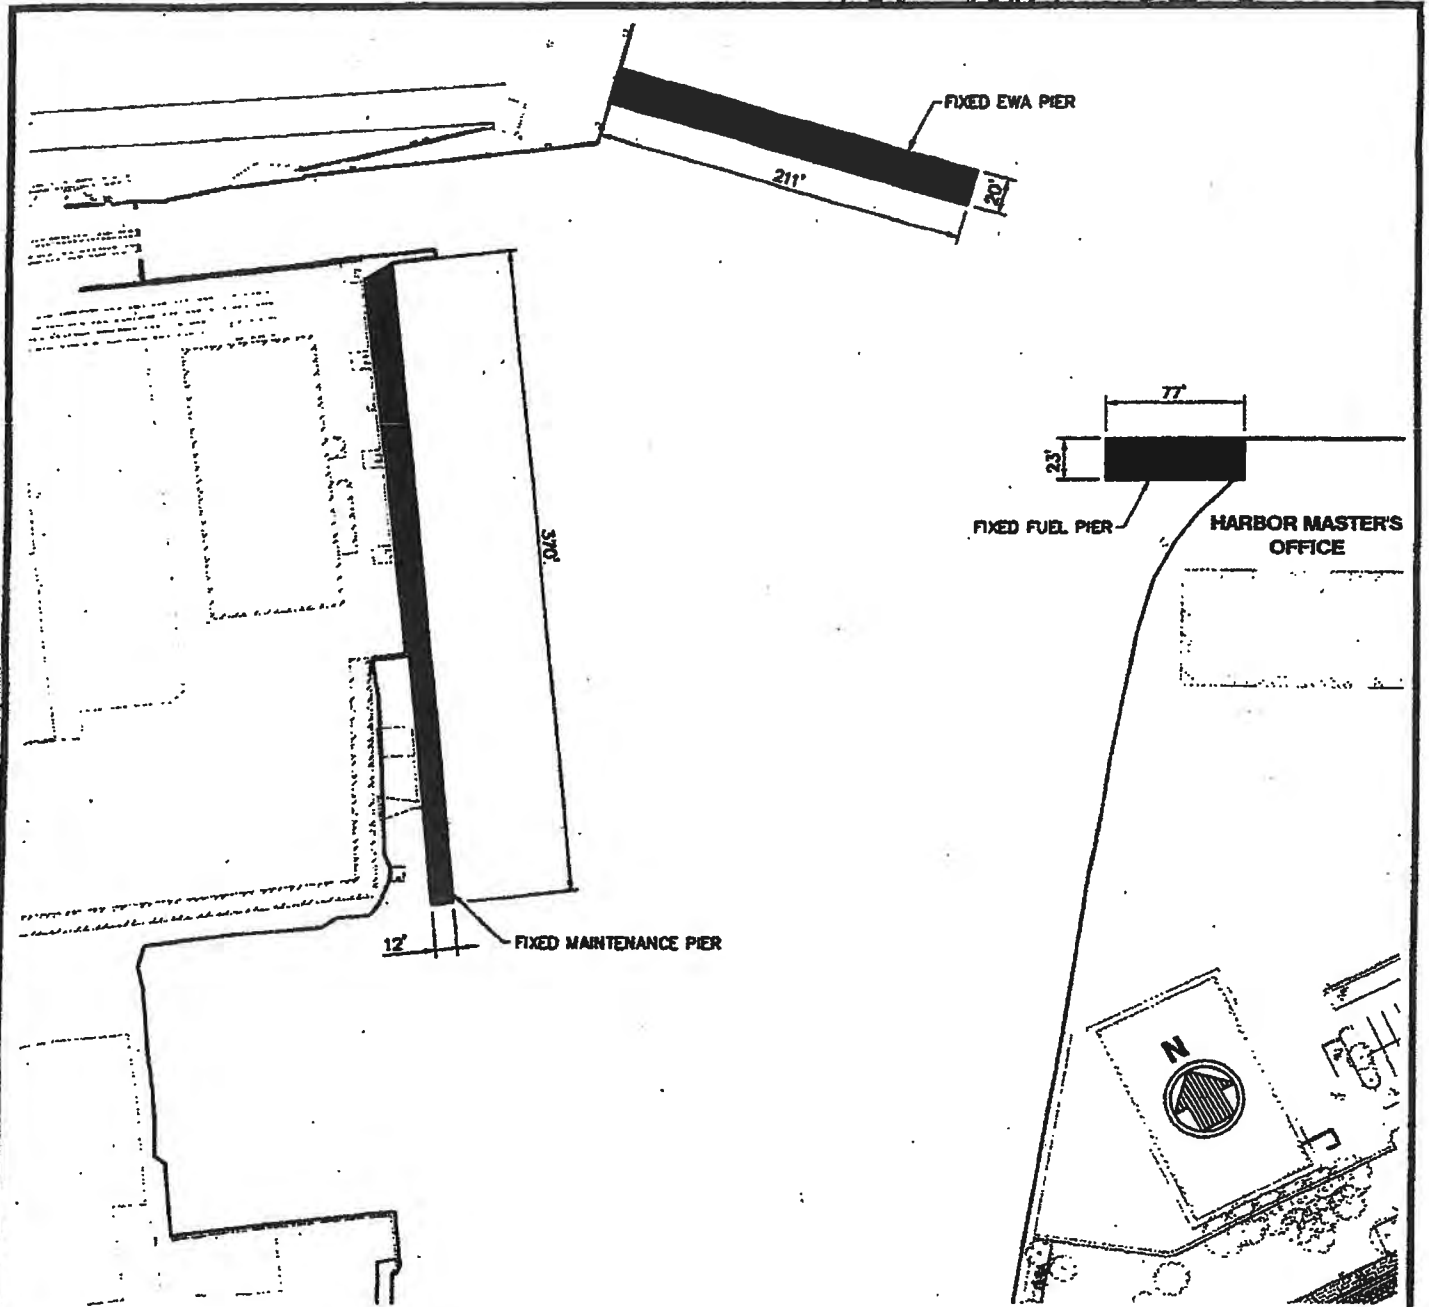 FIXED EWA PIER
211'
20'
77'
23'
FIXED FUEL PIER
HARBOR MASTER'S
OFFICE
370'
12'
FIXED MAINTENANCE PIER
N